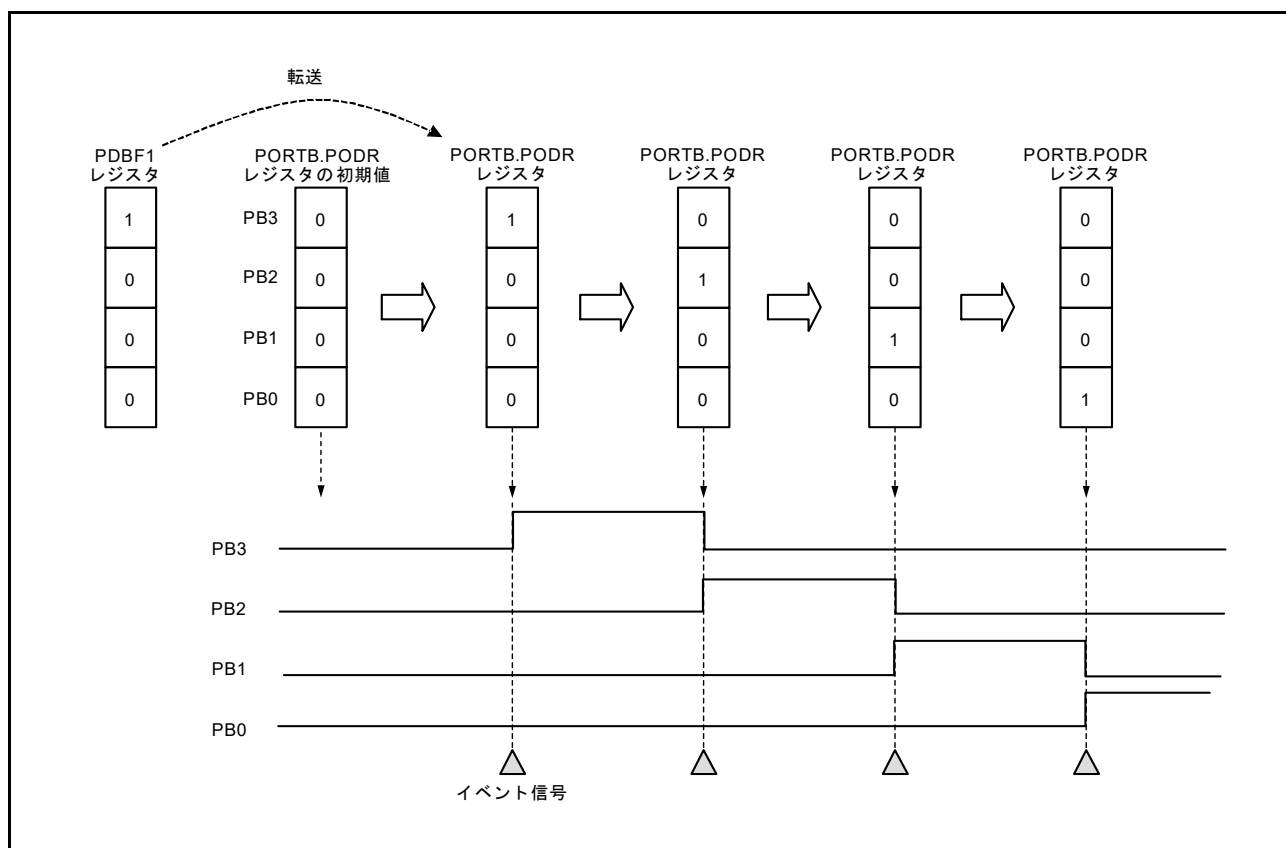 転送
PDBF1
レジスタ
PORTB.PODR
レジスタの初期値
PORTB.PODR
レジスタ
PORTB.PODR
レジスタ
PORTB.PODR
レジスタ
PORTB.PODR
レジスタ
1 PB3 0 1 0 0 0
0 PB2 0 0 1 0 0
0 PB1 0 0 0 1 0
0 PB0 0 0 0 0 1
PB3
PB2
PB1
PB0
イベント信号